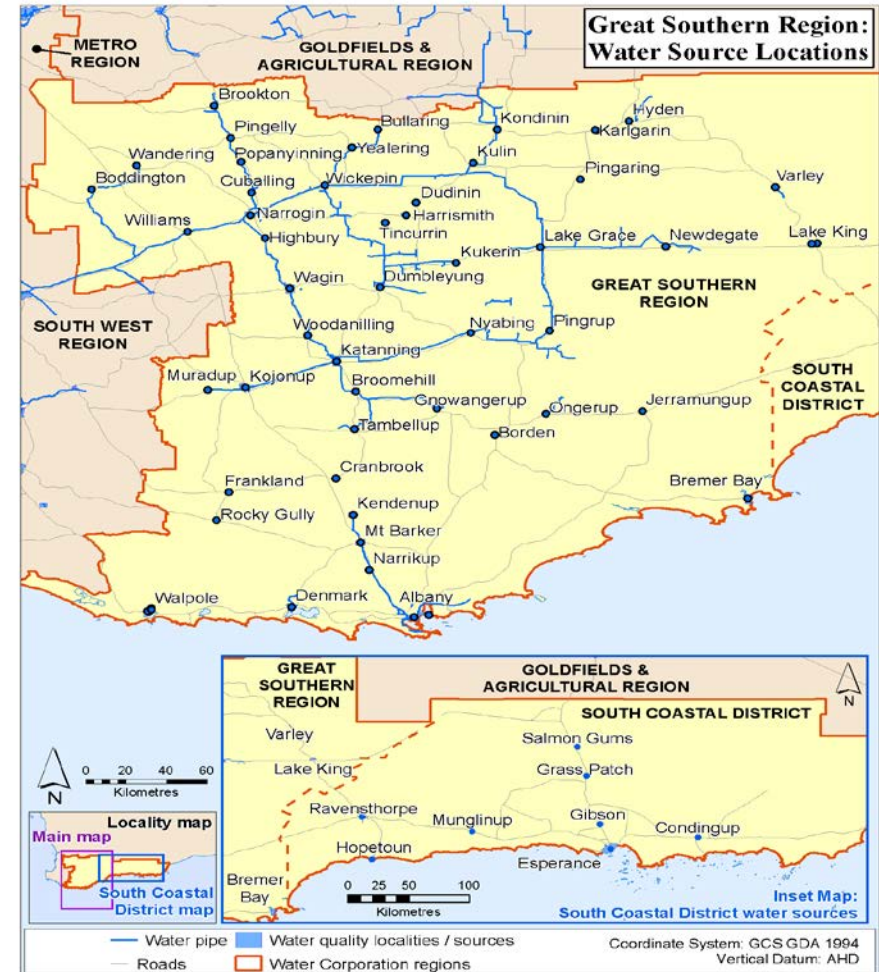 Great Southern Region:
Water Source Locations
METRO
REGION
GOLDFIELDS &
AGRICULTURAL REGION
Brookton
Bullaring
Kondinin
Hyden
Karlgarin
Pingelly
Yealering
Kulin
Wandering
Popanyinning
Pingaring
Varley
Boddington
Cuballing
Wickepin
Dudinin
Narrogin
Harrismith
Williams
Tincurrin
Highbury
Kukerin
Lake Grace
Newdegate
Lake King
Wagin
Dumbleyung
GREAT SOUTHERN
REGION
SOUTH WEST
REGION
Woodanilling
Nyabing
Pingrup
Katanning
SOUTH
COASTAL
DISTRICT
Muradup
Kojonup
Broomehill
Gnowangerup
Ongerup
Jerramungup
Tambellup
Borden
Cranbrook
Frankland
Bremer Bay
Kendenup
Rocky Gully
Mt Barker
Narrikup
Walpole
Denmark
Albany
GREAT
SOUTHERN
REGION
GOLDFIELDS &
AGRICULTURAL REGION
N
SOUTH COASTAL DISTRICT
Varley
Salmon Gums
Lake King
Grass Patch
Ravensthorpe
Munglinup
Gibson
Condingup
Hopetoun
Esperance
Bremer
Bay
0 25 50 100
Kilometres
Inset Map:
South Coastal District water sources
N
0 20 40 60
Kilometres
Locality map
Main map
South Coastal
District map
Water pipe
Water quality localities / sources
Roads
Water Corporation regions
Coordinate System: GCS GDA 1994
Vertical Datum: AHD